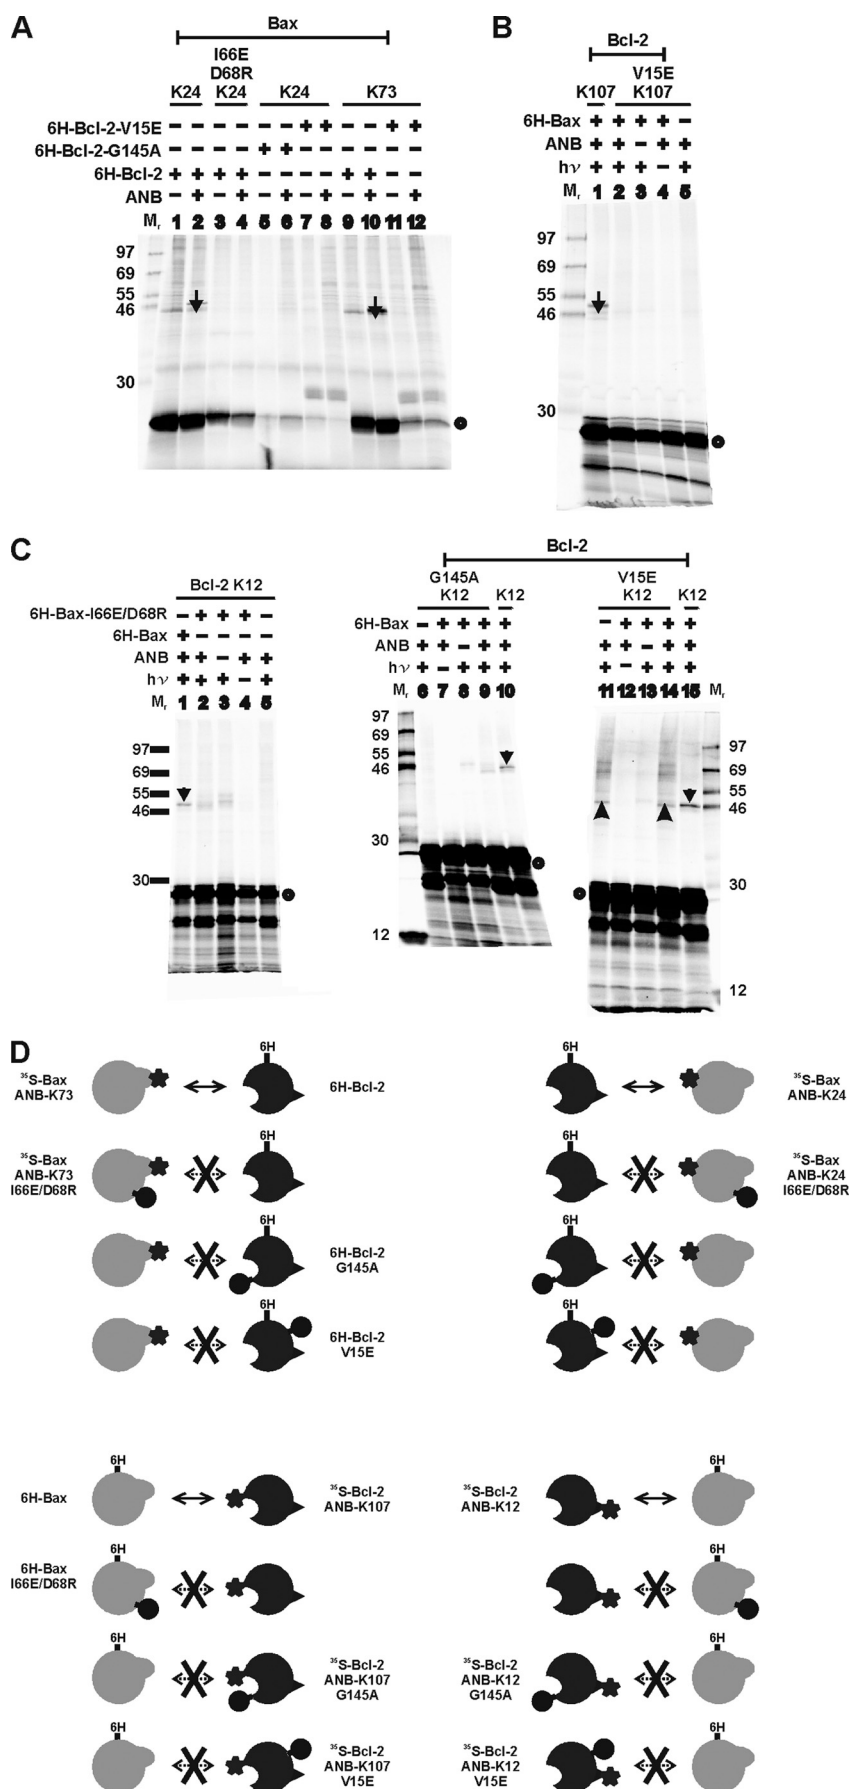 A
Bax
I66E
D68R
K24 K24 K24 K73
6H-Bcl-2-V15E − − − − − − + + − − + +
6H-Bcl-2-G145A − − − − + + − − − − − −
6H-Bcl-2 + + + + − − − − + + − −
ANB − + − + − + − + − + − +
Mr 1 2 3 4 5 6 7 8 9 10 11 12
97
69
55
46
30
B
Bcl-2
V15E
K107 K107
6H-Bax + + + + −
ANB + + − + +
hν + + + − +
Mr 1 2 3 4 5
97
69
55
46
30
C
Bcl-2 K12
6H-Bax-I66E/D68R − + + + −
6H-Bax + − − − −
ANB + + − + +
hν + + + − +
Mr 1 2 3 4 5
97
69
55
46
30
Bcl-2
G145A
K12 K12
V15E
K12 K12
6H-Bax − + + + + − + + + +
ANB + + − + + + + − + +
hν + − + + + + − + + +
Mr 6 7 8 9 10 11 12 13 14 15 Mr
97
69
55
46
30
12
97
69
55
46
30
12
D
35S-Bax
ANB-K73
6H
6H-Bcl-2
6H
35S-Bax
ANB-K24
35S-Bax
ANB-K73
I66E/D68R
6H
6H
35S-Bax
ANB-K24
I66E/D68R
6H
6H-Bcl-2
G145A
6H
6H
6H-Bcl-2
V15E
6H
6H-Bax
6H
35S-Bcl-2
ANB-K107
35S-Bcl-2
ANB-K12
6H
6H-Bax
I66E/D68R
6H
6H
6H
35S-Bcl-2
ANB-K107
G145A
35S-Bcl-2
ANB-K12
G145A
6H
6H
35S-Bcl-2
ANB-K107
V15E
35S-Bcl-2
ANB-K12
V15E
6H